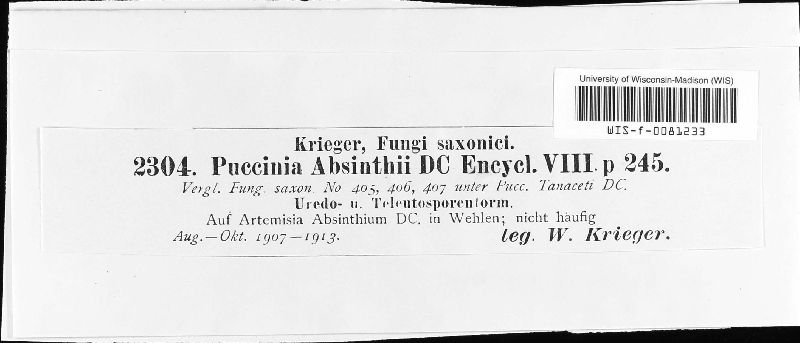 University of Wisconsin-Madison (WIS)
WIS-f-0081233
Krieger, Fungi saxonici.
2304. Puccinia Absinthii DC Encycl. VIII. p 245.
Vergl. Fung. saxon. No 405, 406, 407 unter Pucc. Tanaceti DC.
Uredo- u. Teleutosporenform.
Auf Artemisia Absinthium DC. in Wehlen; nicht häufig
Aug.—Okt. 1907—1913.
leg. W. Krieger.